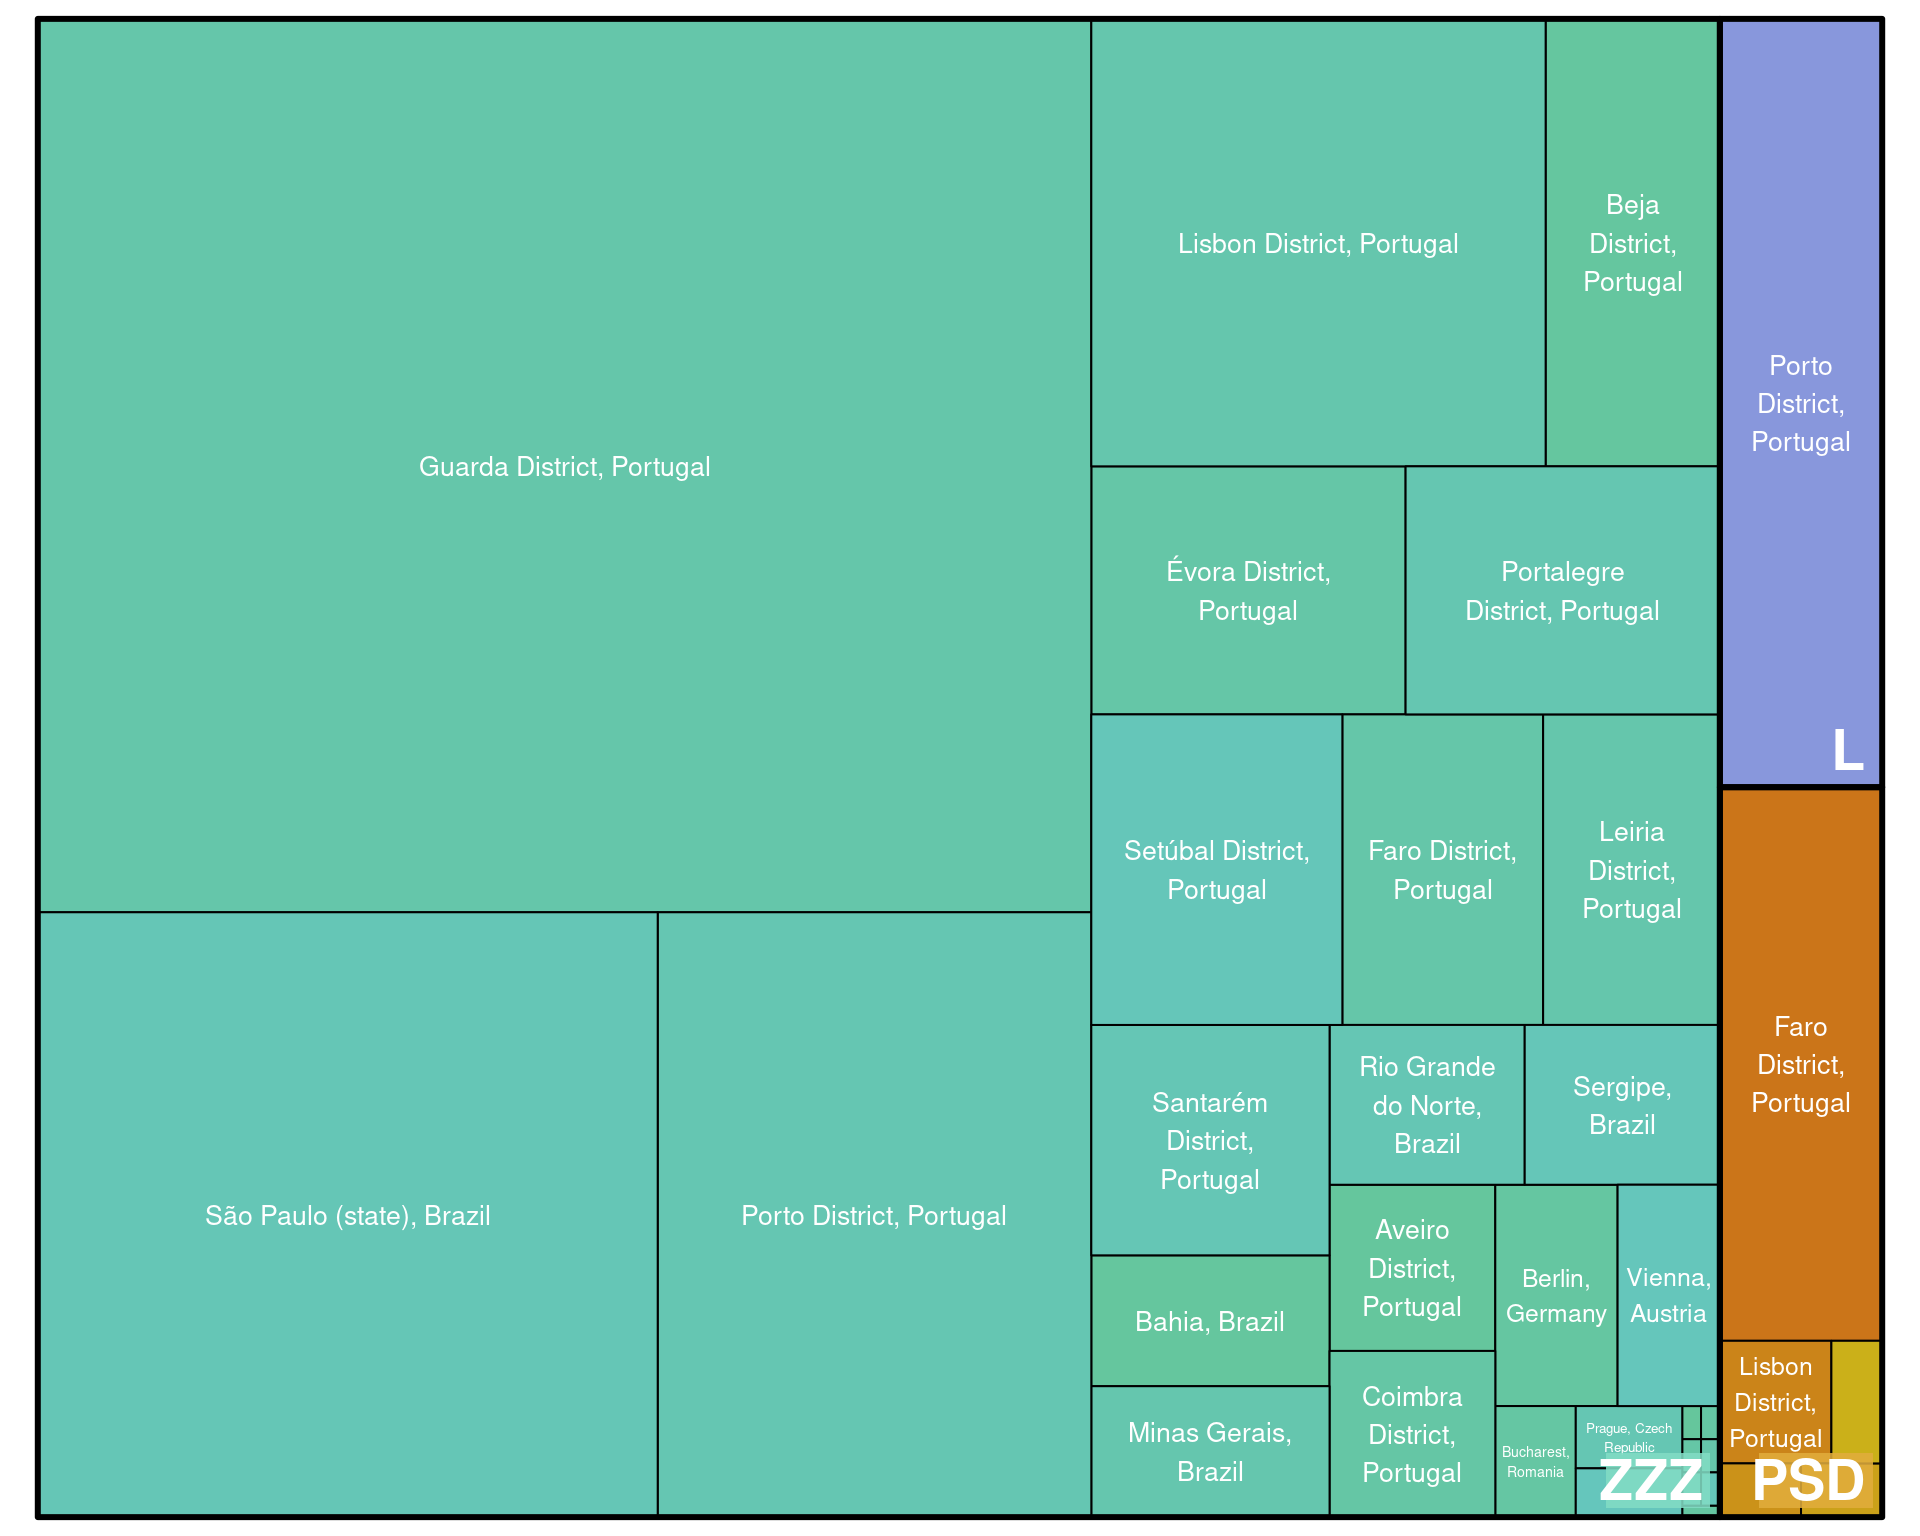 Guarda District, Portugal
Lisbon District, Portugal
Beja
District,
Portugal
Porto
District,
Portugal
L
Évora District,
Portugal
Portalegre
District, Portugal
Setúbal District,
Portugal
Faro District,
Portugal
Leiria
District,
Portugal
São Paulo (state), Brazil
Porto District, Portugal
Santarém
District,
Portugal
Rio Grande
do Norte,
Brazil
Sergipe,
Brazil
Faro
District,
Portugal
Bahia, Brazil
Aveiro
District,
Portugal
Berlin,
Germany
Vienna,
Austria
Minas Gerais,
Brazil
Coimbra
District,
Portugal
Bucharest,
Romania
Prague, Czech
Republic
ZZZ
Lisbon
District,
Portugal
PSD